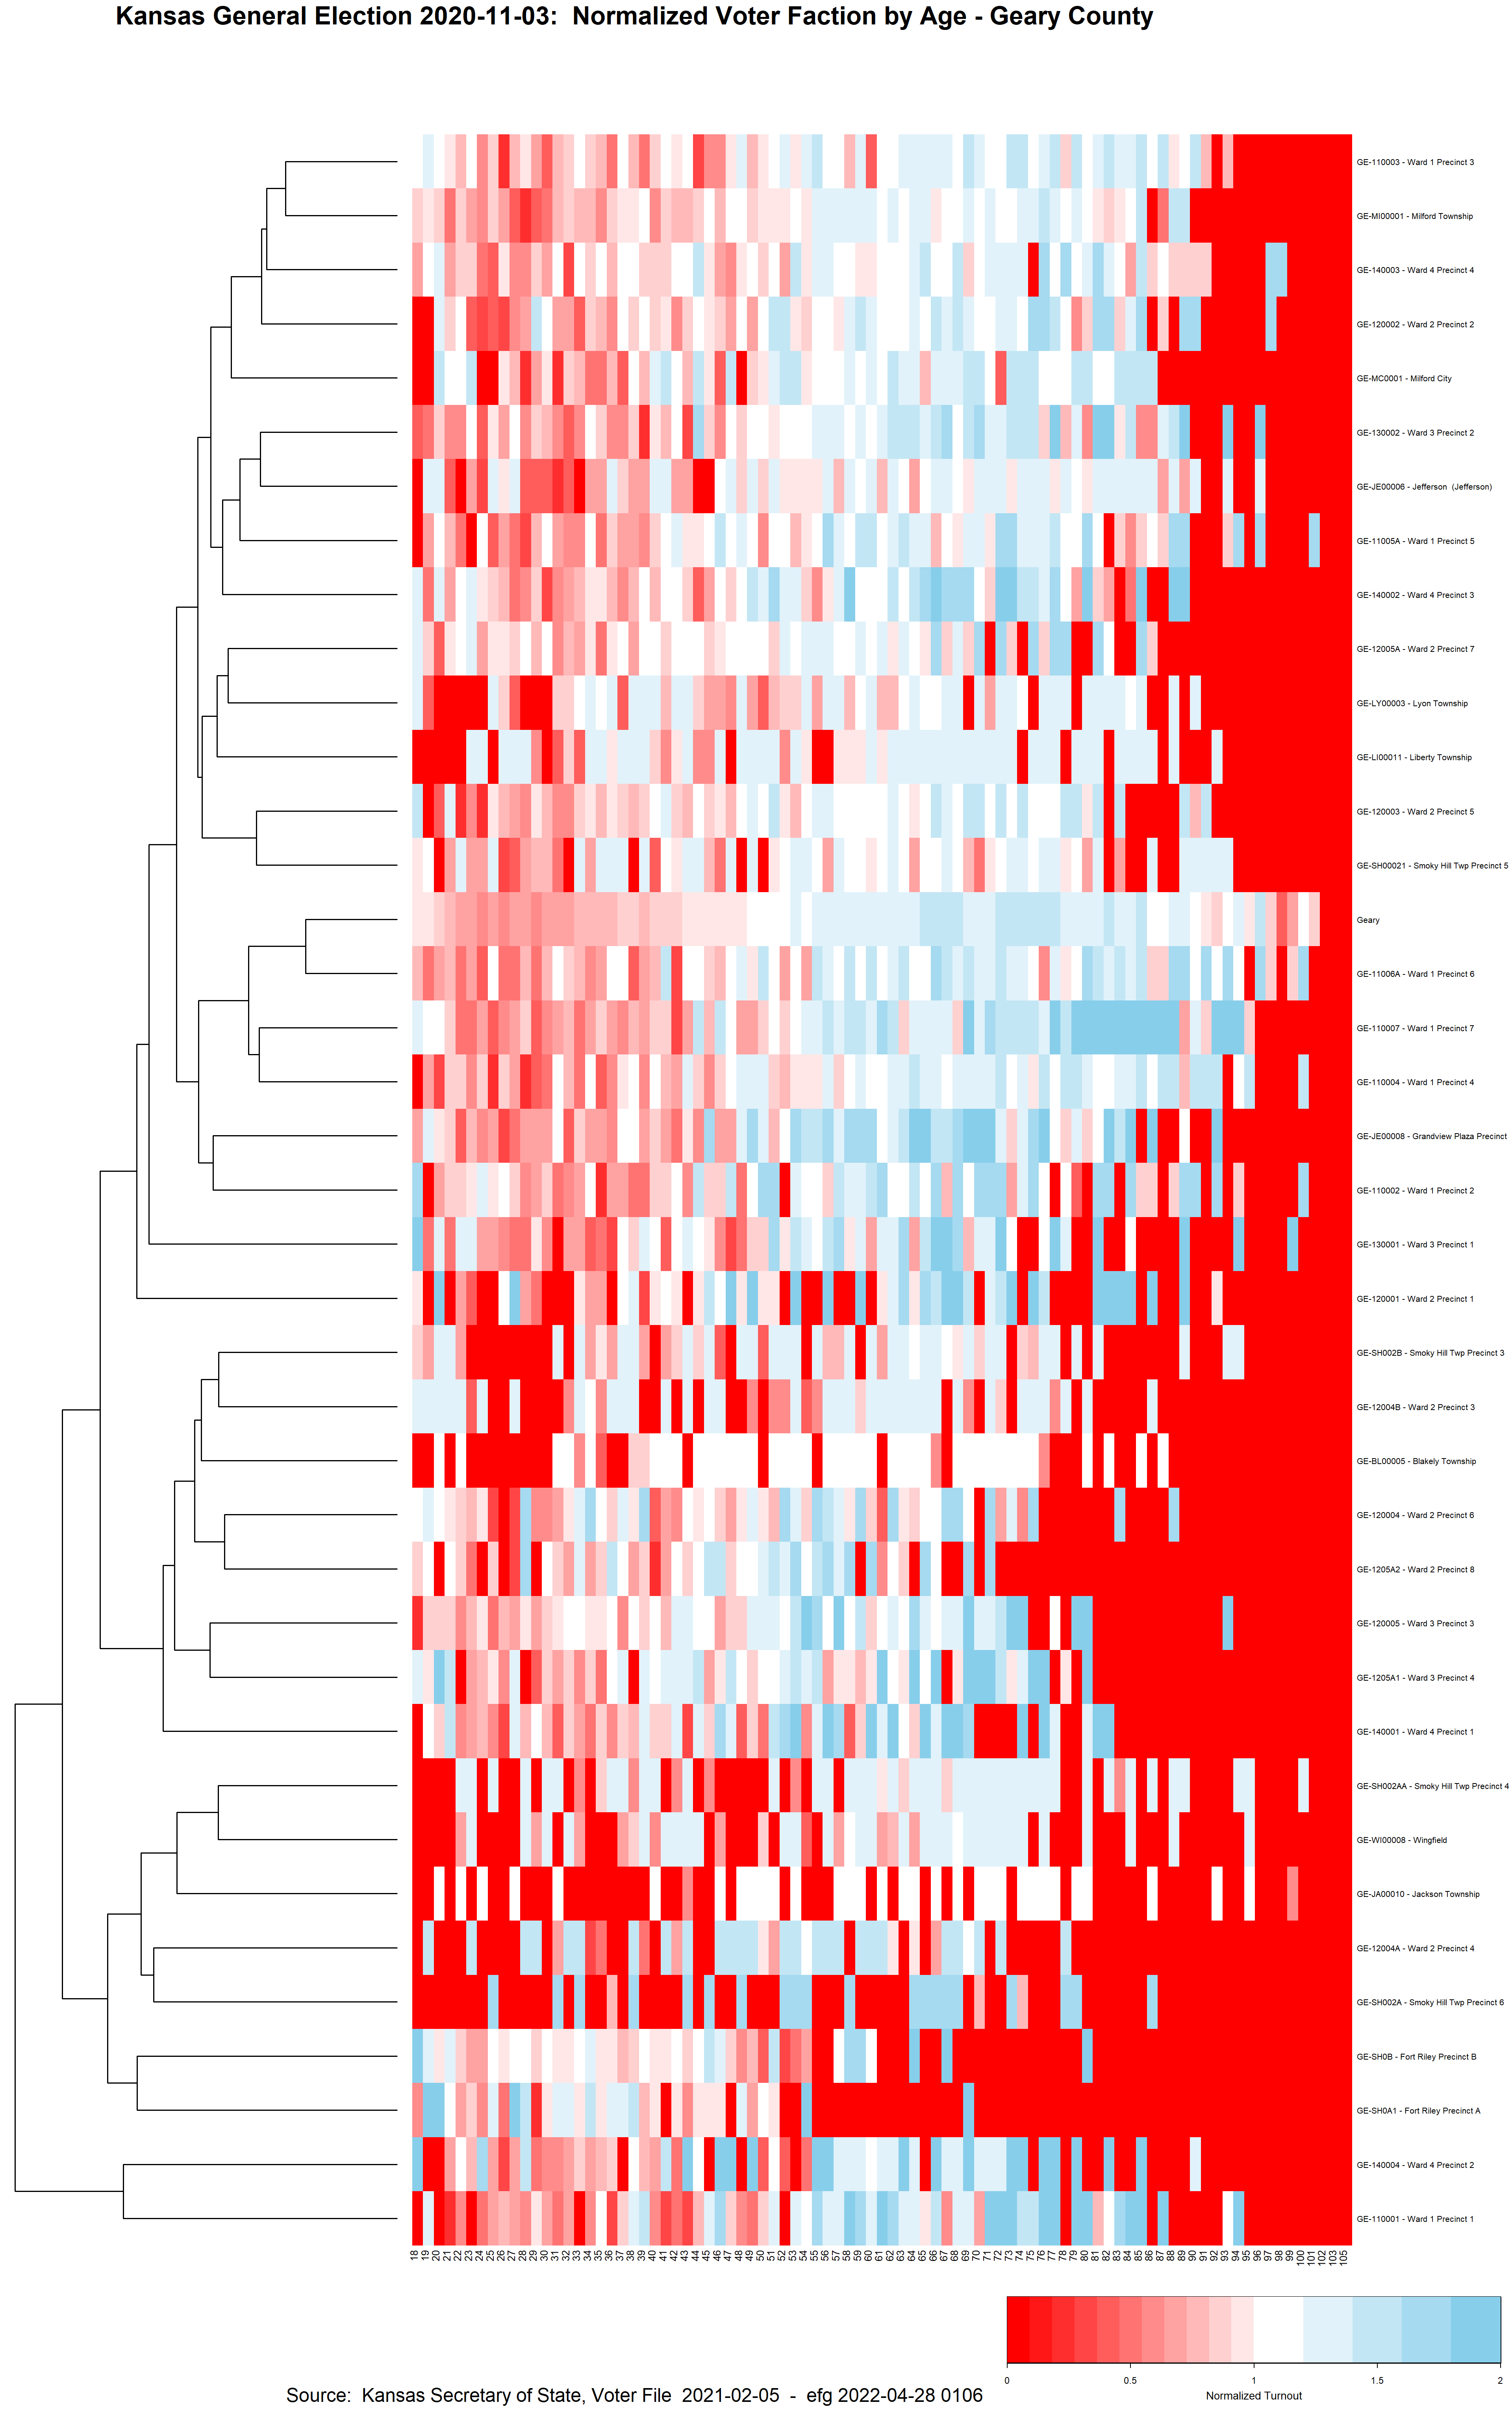 Kansas General Election 2020-11-03:  Normalized Voter Faction by Age - Geary County
GE-110003 - Ward 1 Precinct 3
GE-MI00001 - Milford Township
GE-140003 - Ward 4 Precinct 4
GE-120002 - Ward 2 Precinct 2
GE-MC0001 - Milford City
GE-130002 - Ward 3 Precinct 2
GE-JE00006 - Jefferson  (Jefferson)
GE-11005A - Ward 1 Precinct 5
GE-140002 - Ward 4 Precinct 3
GE-12005A - Ward 2 Precinct 7
GE-LY00003 - Lyon Township
GE-LI00011 - Liberty Township
GE-120003 - Ward 2 Precinct 5
GE-SH00021 - Smoky Hill Twp Precinct 5
Geary
GE-11006A - Ward 1 Precinct 6
GE-110007 - Ward 1 Precinct 7
GE-110004 - Ward 1 Precinct 4
GE-JE00008 - Grandview Plaza Precinct
GE-110002 - Ward 1 Precinct 2
GE-130001 - Ward 3 Precinct 1
GE-120001 - Ward 2 Precinct 1
GE-SH002B - Smoky Hill Twp Precinct 3
GE-12004B - Ward 2 Precinct 3
GE-BL00005 - Blakely Township
GE-120004 - Ward 2 Precinct 6
GE-1205A2 - Ward 2 Precinct 8
GE-120005 - Ward 3 Precinct 3
GE-1205A1 - Ward 3 Precinct 4
GE-140001 - Ward 4 Precinct 1
GE-SH002AA - Smoky Hill Twp Precinct 4
GE-WI00008 - Wingfield
GE-JA00010 - Jackson Township
GE-12004A - Ward 2 Precinct 4
GE-SH002A - Smoky Hill Twp Precinct 6
GE-SH0B - Fort Riley Precinct B
GE-SH0A1 - Fort Riley Precinct A
GE-140004 - Ward 4 Precinct 2
GE-110001 - Ward 1 Precinct 1
18 19 20 21 22 23 24 25 26 27 28 29 30 31 32 33 34 35 36 37 38 39 40 41 42 43 44 45 46 47 48 49 50 51 52 53 54 55 56 57 58 59 60 61 62 63 64 65 66 67 68 69 70 71 72 73 74 75 76 77 78 79 80 81 82 83 84 85 86 87 88 89 90 91 92 93 94 95 96 97 98 99 100 101 102 103 105
0 0.5 1 1.5 2
Normalized Turnout
Source:  Kansas Secretary of State, Voter File  2021-02-05  -  efg 2022-04-28 0106